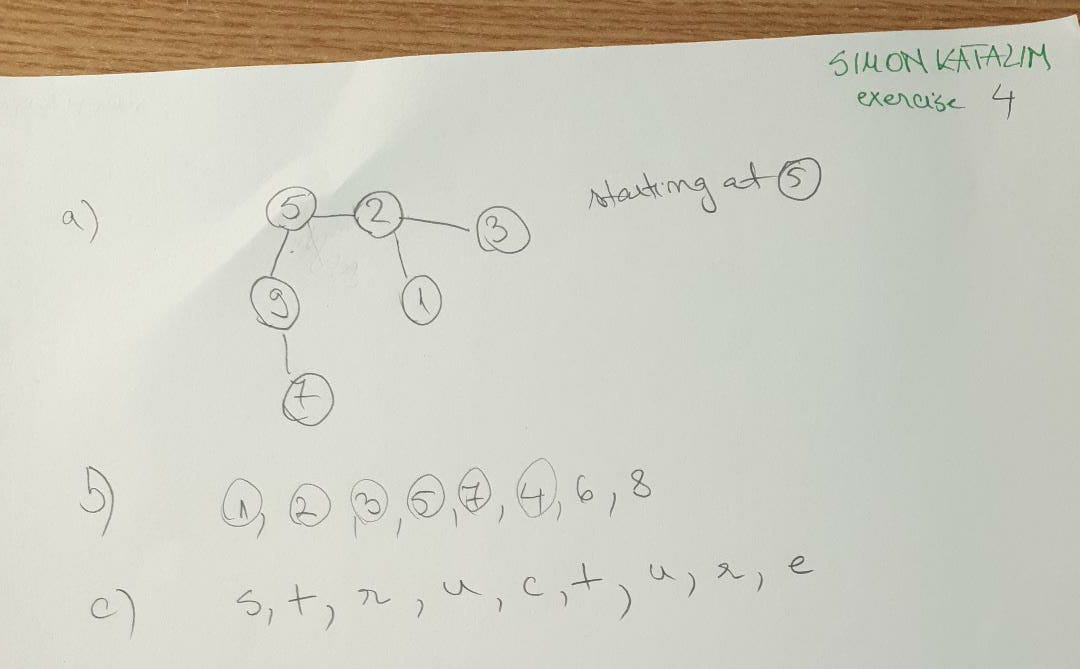 SIMON KATALIM
exercise 4
a) 5 2 3 starting at 5
9 1
7
b) 1, 2, 3, 5, 7, 4, 6, 8
c) s, t, r, u, c, t, u, r, e